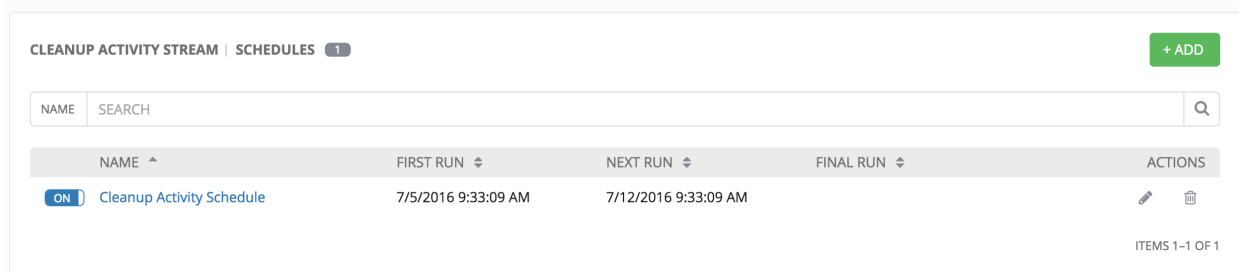 CLEANUP ACTIVITY STREAM | SCHEDULES 1
+ ADD
NAME SEARCH
NAME FIRST RUN NEXT RUN FINAL RUN ACTIONS
ON Cleanup Activity Schedule 7/5/2016 9:33:09 AM 7/12/2016 9:33:09 AM
ITEMS 1–1 OF 1